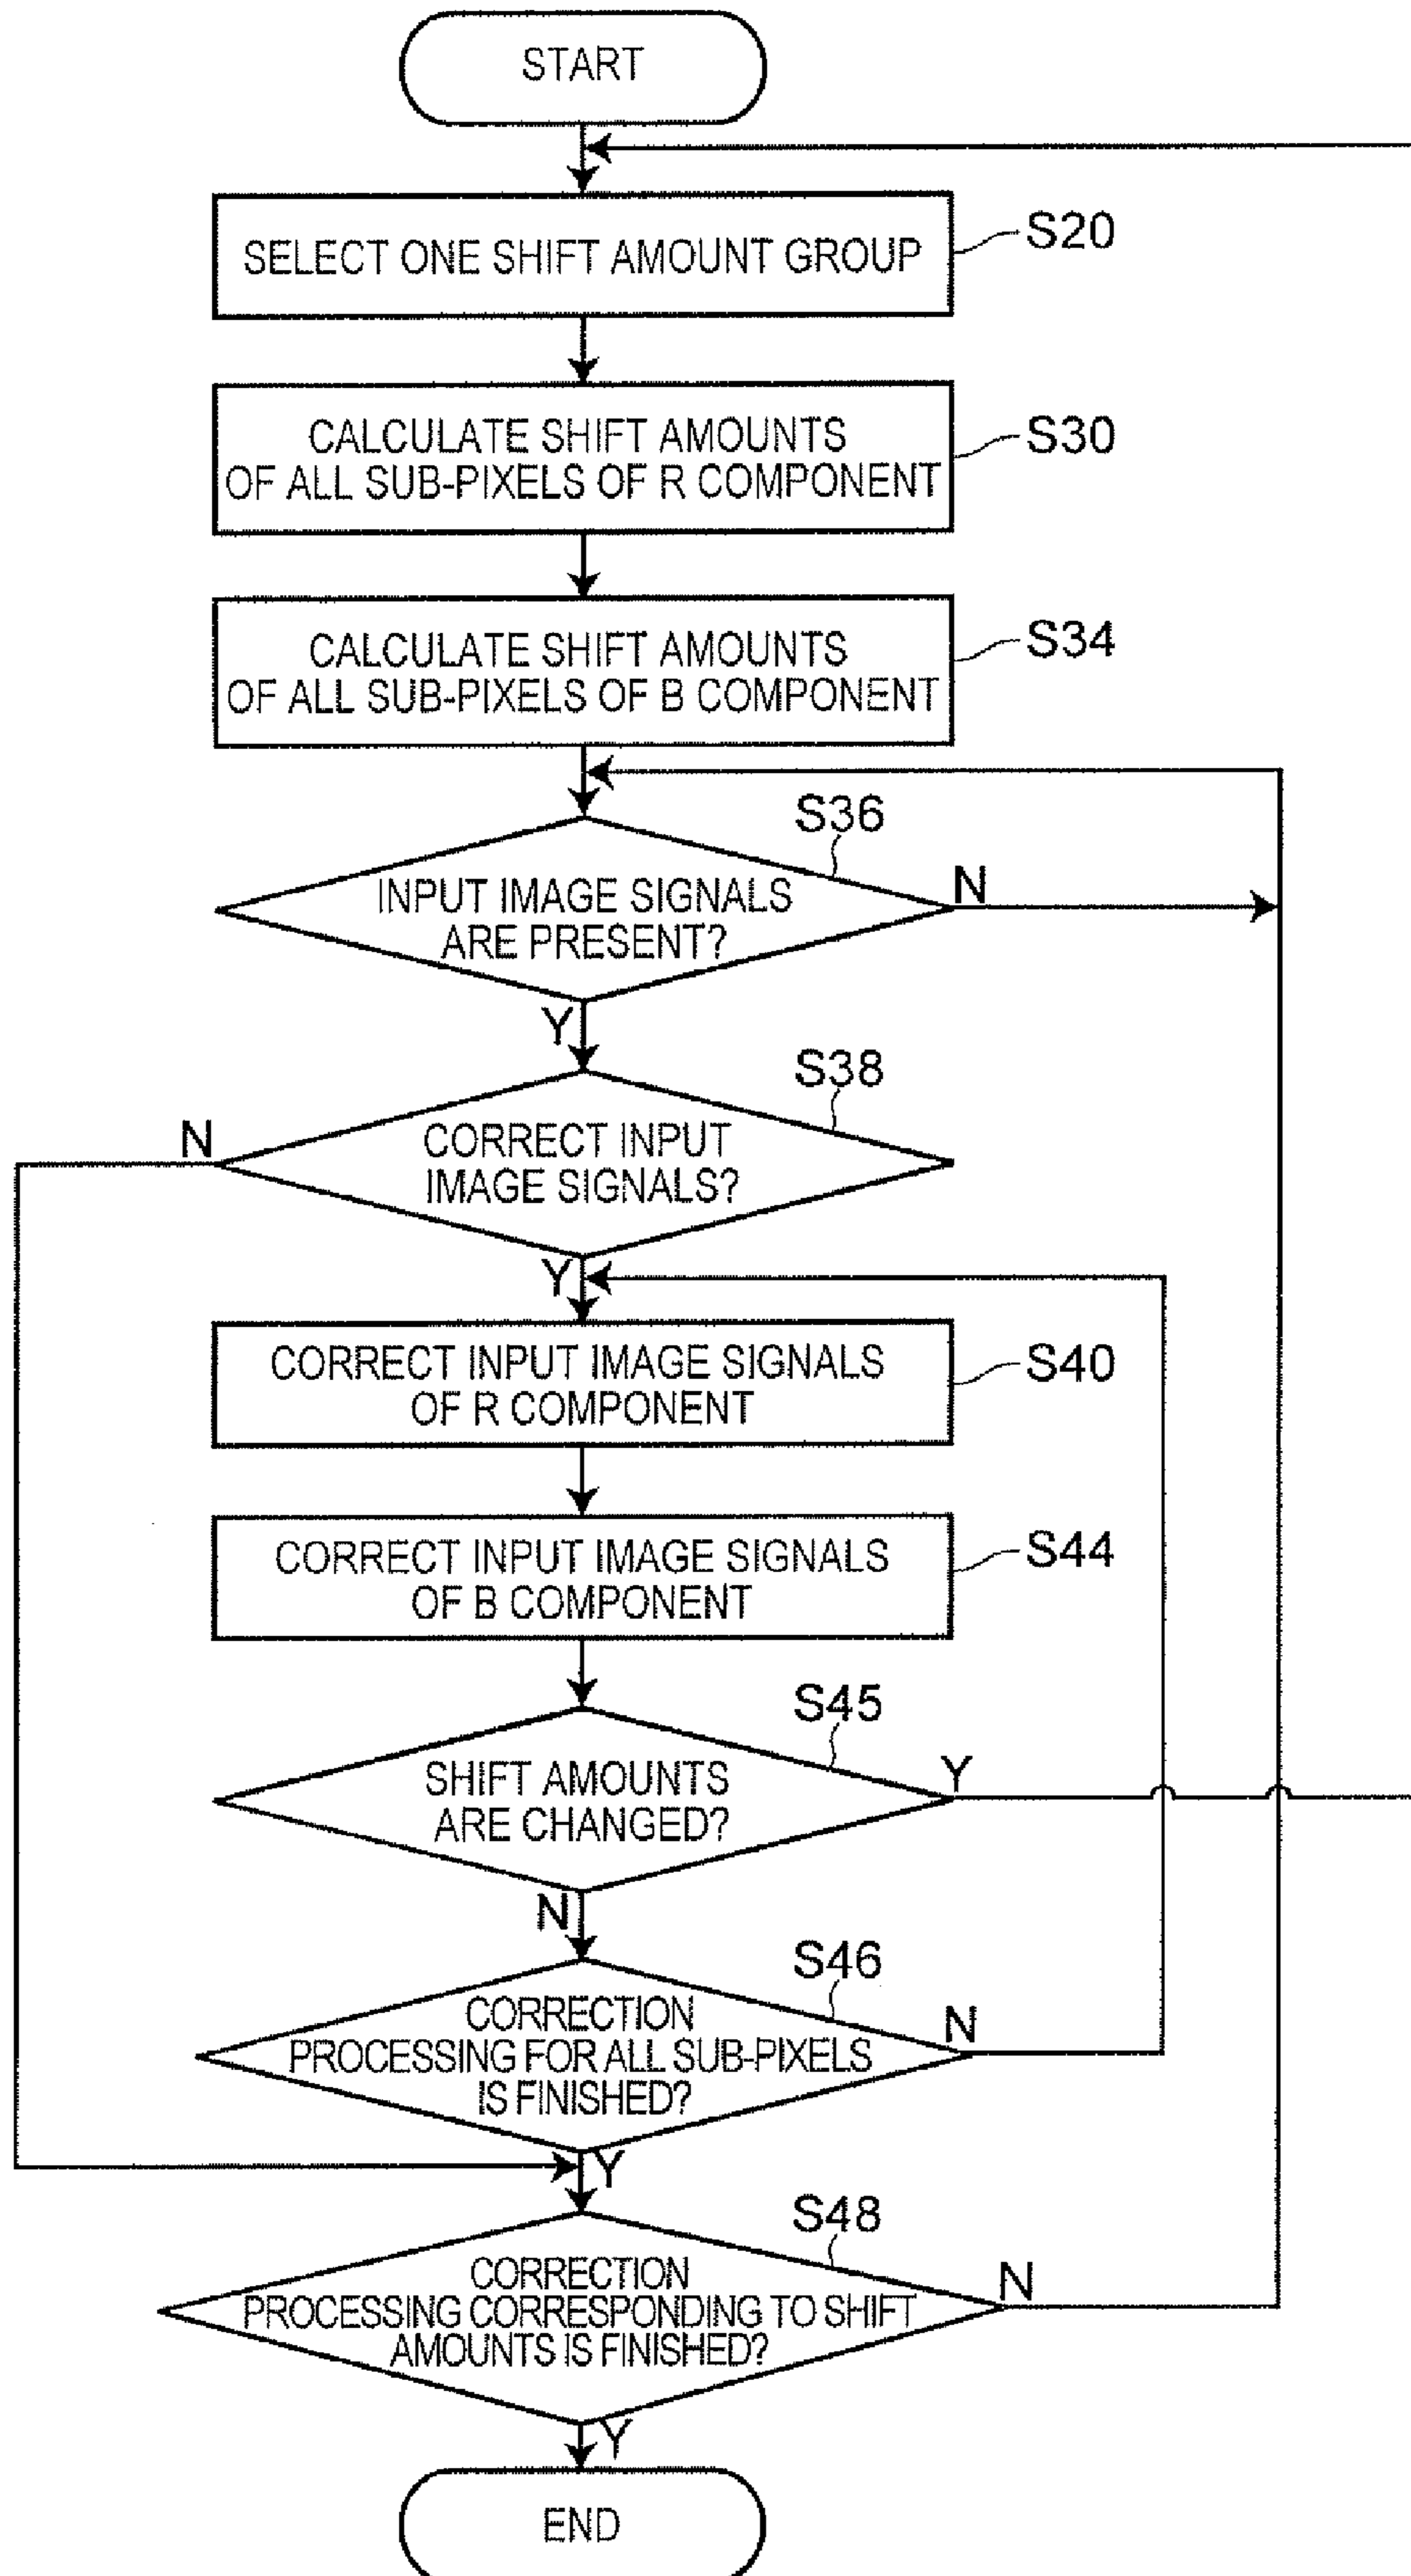 START
SELECT ONE SHIFT AMOUNT GROUP
S20
CALCULATE SHIFT AMOUNTS
OF ALL SUB-PIXELS OF R COMPONENT
S30
CALCULATE SHIFT AMOUNTS
OF ALL SUB-PIXELS OF B COMPONENT
S34
S36
INPUT IMAGE SIGNALS
ARE PRESENT?
N
Y
S38
N
CORRECT INPUT
IMAGE SIGNALS?
Y
CORRECT INPUT IMAGE SIGNALS
OF R COMPONENT
S40
CORRECT INPUT IMAGE SIGNALS
OF B COMPONENT
S44
S45
SHIFT AMOUNTS
ARE CHANGED?
Y
N
S46
CORRECTION
PROCESSING FOR ALL SUB-PIXELS
IS FINISHED?
N
Y
S48
CORRECTION
PROCESSING CORRESPONDING TO SHIFT
AMOUNTS IS FINISHED?
N
Y
END